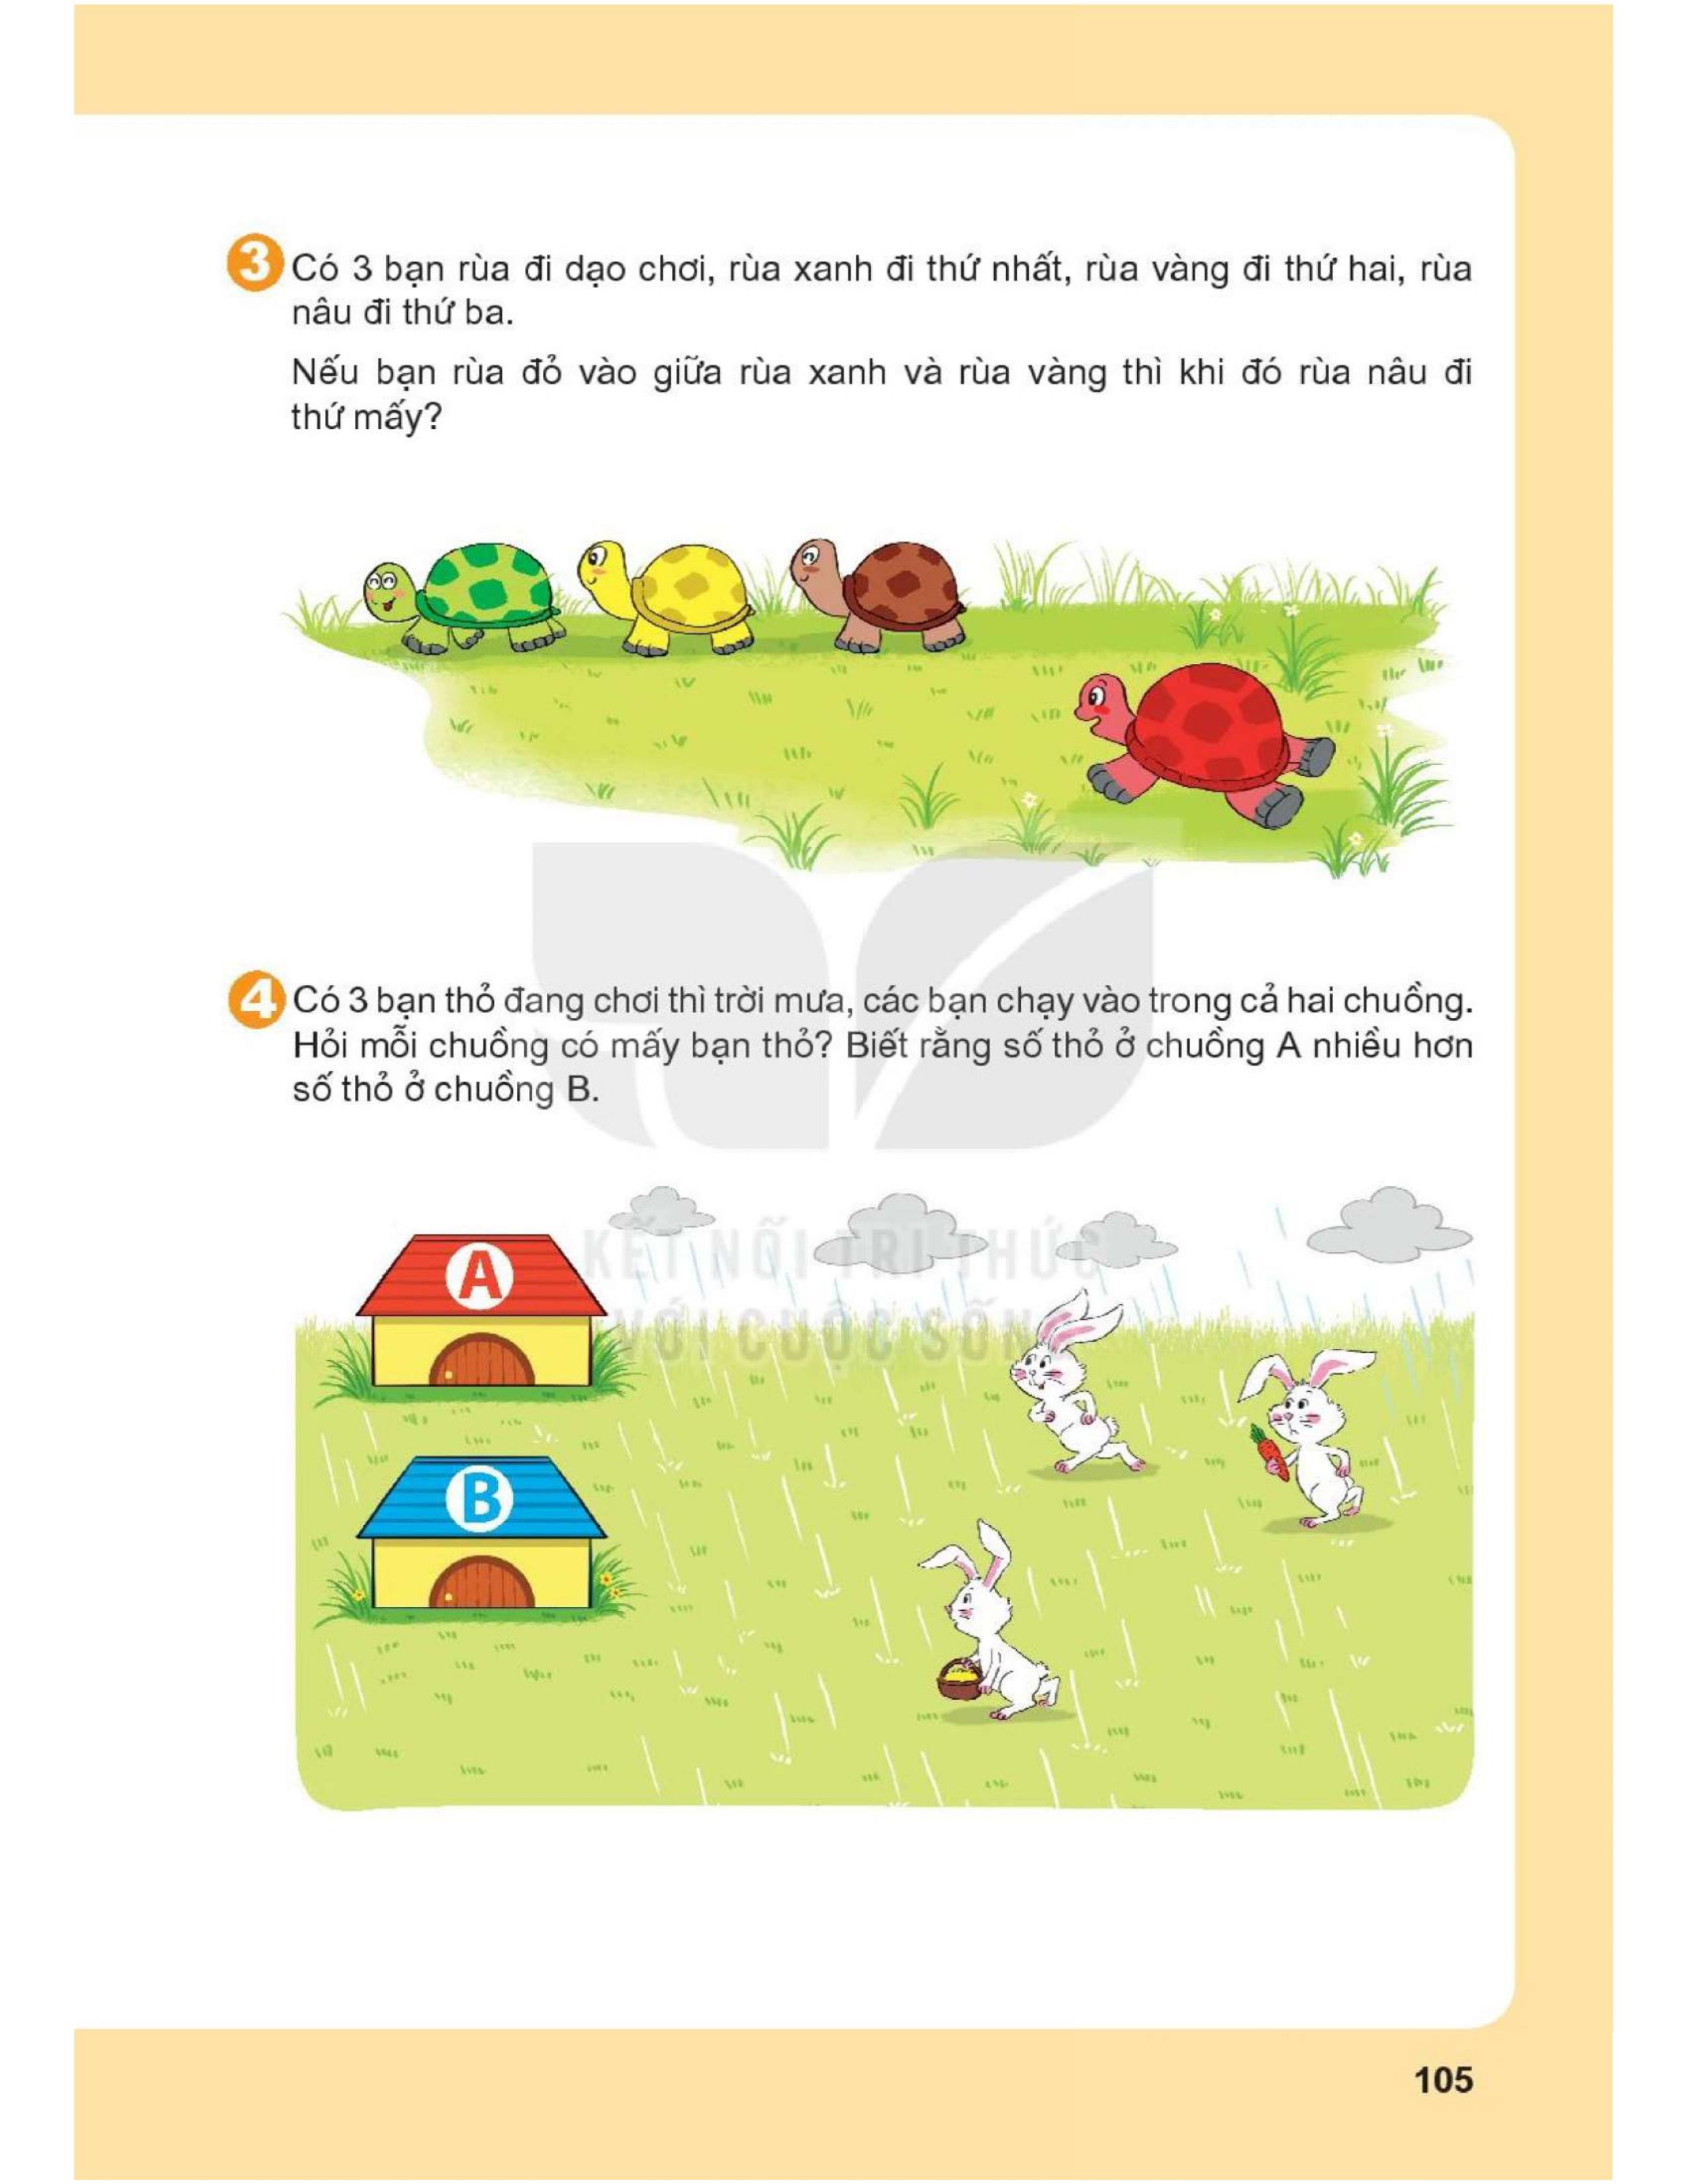 3 Có 3 bạn rùa đi dạo chơi, rùa xanh đi thứ nhất, rùa vàng đi thứ hai, rùa
nâu đi thứ ba.
Nếu bạn rùa đỏ vào giữa rùa xanh và rùa vàng thì khi đó rùa nâu đi
thứ mấy?
4 Có 3 bạn thỏ đang chơi thì trời mưa, các bạn chạy vào trong cả hai chuồng.
Hỏi mỗi chuồng có mấy bạn thỏ? Biết rằng số thỏ ở chuồng A nhiều hơn
số thỏ ở chuồng B.
KẾT NỐI TRI THỨC
VỚI CUỘC SỐNG
A
B
105